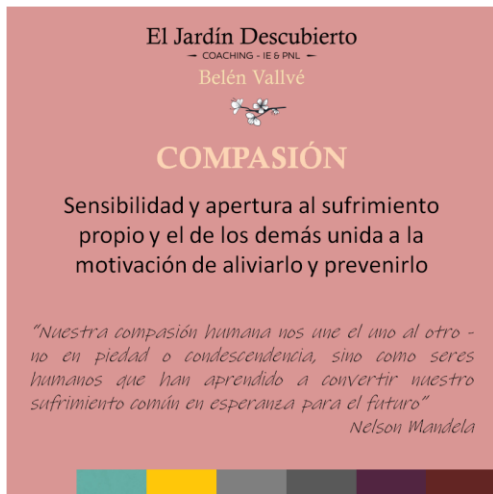 El Jardín Descubierto
COACHING - IE & PNL
Belén Vallvé
COMPASIÓN
Sensibilidad y apertura al sufrimiento
propio y el de los demás unida a la
motivación de aliviarlo y prevenirlo
"Nuestra compasión humana nos une el uno al otro -
no en piedad o condescendencia, sino como seres
humanos que han aprendido a convertir nuestro
sufrimiento común en esperanza para el futuro"
Nelson Mandela